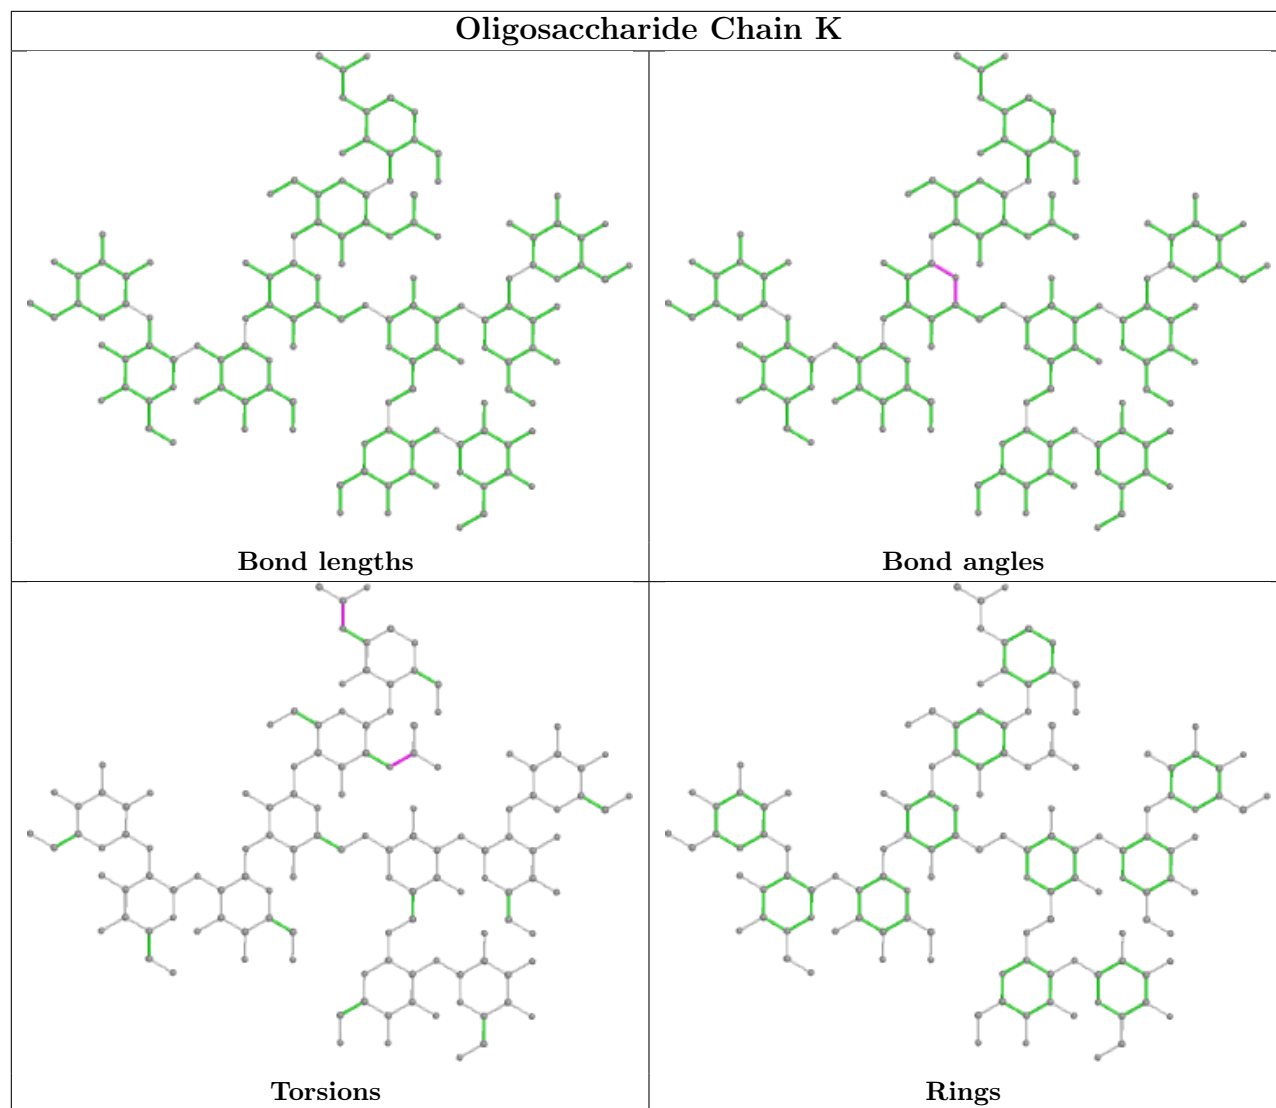 Oligosaccharide Chain K
Bond lengths
Bond angles
Torsions
Rings